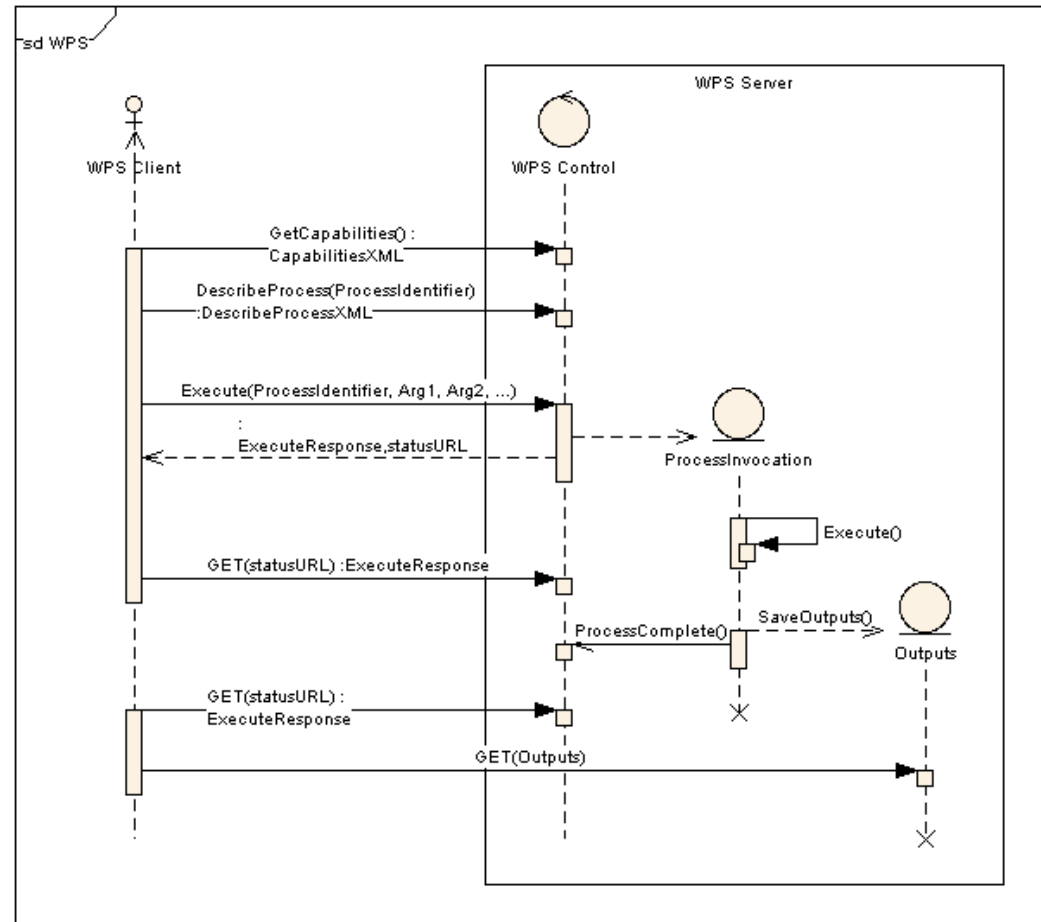 sd WPS
WPS Server
WPS Client
WPS Control
GetCapabilities() :
CapabilitiesXML
DescribeProcess(ProcessIdentifier)
:DescribeProcessXML
Execute(ProcessIdentifier, Arg1, Arg2, ...)
:
ExecuteResponse,statusURL
ProcessInvocation
Execute()
GET(statusURL) :ExecuteResponse
SaveOutputs()
ProcessComplete()
Outputs
GET(statusURL) :
ExecuteResponse
GET(Outputs)